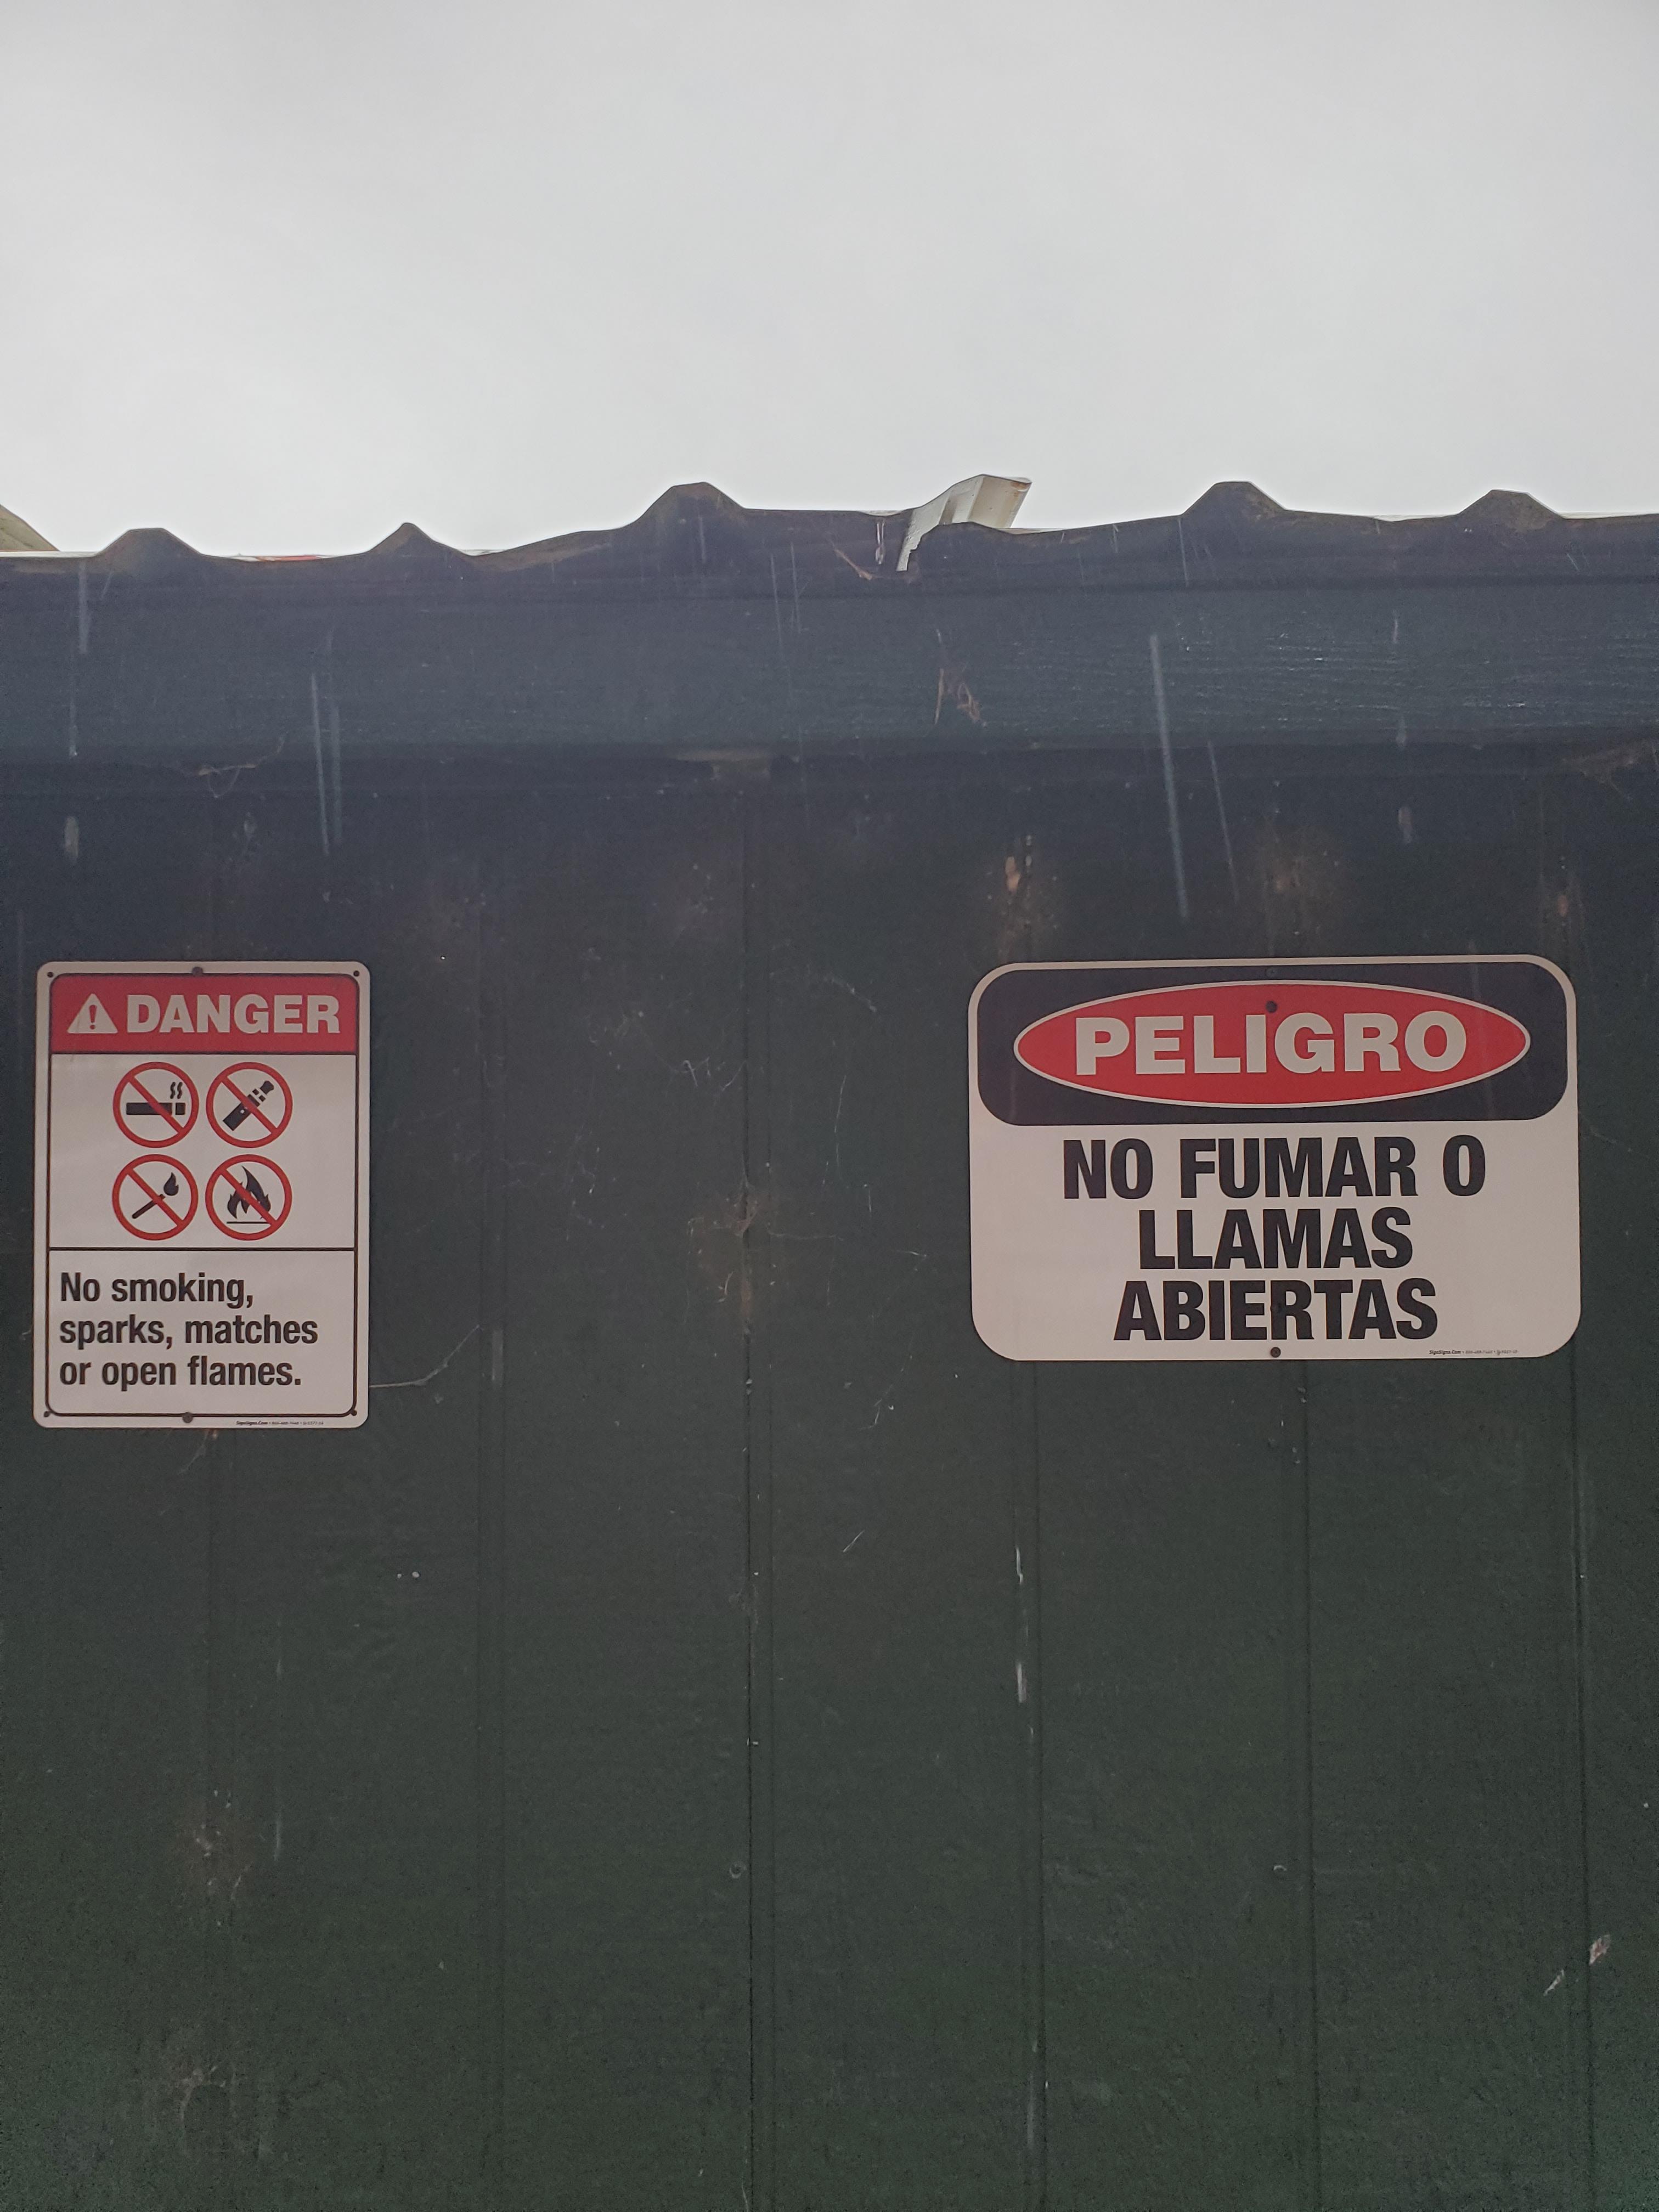 DANGER
No smoking,
sparks, matches
or open flames.
PELIGRO
NO FUMAR O
LLAMAS
ABIERTAS